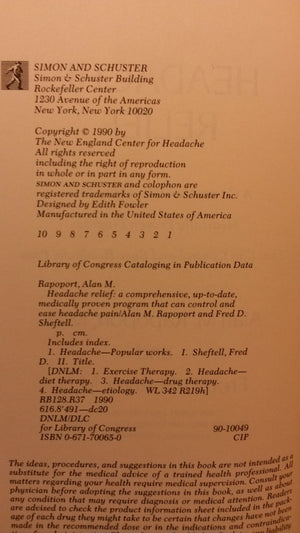 SIMON AND SCHUSTER
Simon & Schuster Building
Rockefeller Center
1230 Avenue of the Americas
New York, New York 10020
Copyright © 1990 by
The New England Center for Headache
All rights reserved
including the right of reproduction
in whole or in part in any form.
SIMON AND SCHUSTER and colophon are
registered trademarks of Simon & Schuster Inc.
Designed by Edith Fowler
Manufactured in the United States of America
10 9 8 7 6 5 4 3 2 1
Library of Congress Cataloging in Publication Data
Rapoport, Alan M.
Headache relief: a comprehensive, up-to-date,
medically proven program that can control and
ease headache pain/Alan M. Rapoport and Fred D.
Sheftell.
p. cm.
Includes index.
1. Headache—Popular works. I. Sheftell, Fred
D. II. Title.
[DNLM: 1. Exercise Therapy. 2. Headache—
diet therapy. 3. Headache—drug therapy.
4. Headache—etiology. WL 342 R219h]
RB128.R37 1990
616.8'491—dc20
DNLM/DLC
for Library of Congress 90-10049
ISBN 0-671-70065-0 CIP
The ideas, procedures, and suggestions in this book are not intended as a
substitute for the medical advice of a trained health professional. All
matters regarding your health require medical supervision. Consult your
physician before adopting the suggestions in this book, as well as about
any condition that may require diagnosis or medical attention. Readers
are advised to check the product information sheet included in the pack-
age of each drug they might take to be certain that changes have not been
made in the recommended dose or in the indications and contraindica-